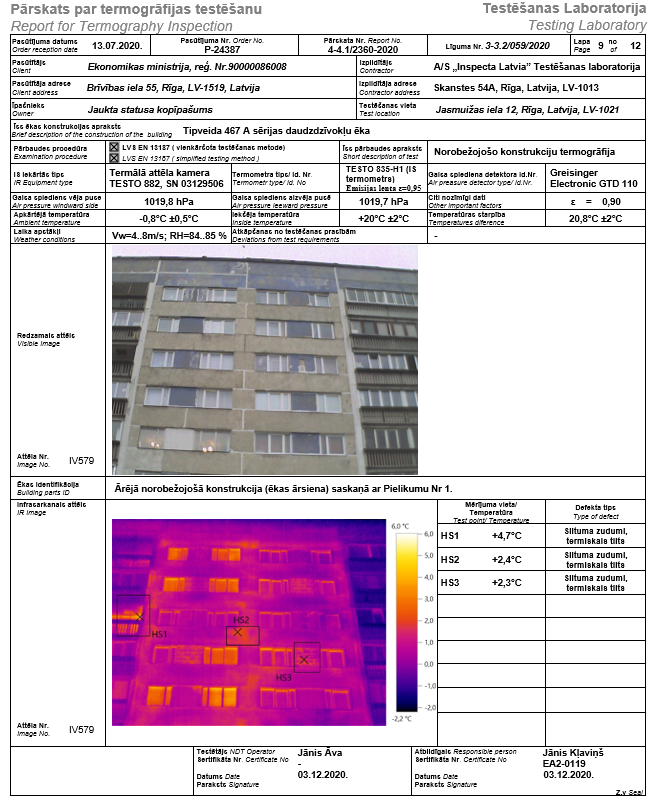 Pārskats par termogrāfijas testēšanu
Report for Termography Inspection
Testēšanas Laboratorija
Testing Laboratory
Pasūtījuma datums
Order reception date
13.07.2020.
Pasūtījuma Nr. Order No.
P-24387
Pārskata Nr. Report No.
4-4.1/2360-2020
Līguma Nr. 3-3.2/059/2020
Lapa
Page
9
no
of
12
Pasūtītājs
Client
Ekonomikas ministrija, reģ. Nr.90000086008
Izpildītājs
Contractor
A/S „Inspecta Latvia” Testēšanas laboratorija
Pasūtītāja adrese
Client address
Brīvības iela 55, Rīga, LV-1519, Latvija
Izpildītāja adrese
Contractor address
Skanstes 54A, Rīga, Latvija, LV-1013
Īpačnieks
Owner
Jaukta statusa kopīpašums
Testēšanas vieta
Test location
Jasmuižas iela 12, Rīga, Latvija, LV-1021
Īss ēkas konstrukcijas apraksts
Brief description of the construction of the building
Tipveida 467 A sērijas daudzdzīvokļu ēka
Pārbaudes procedūra
Examination procedure
LVS EN 13187 ( vienkāršota testēšanas metode)
LVS EN 13187 ( simplified testing method )
Īss pārbaudes apraksts
Short description of test
Norobežojošo konstrukciju termogrāfija
IS iekārtās tips
IR Equipment type
Termālā attēla kamera
TESTO 882, SN 03129506
Termometra tips/ Id. Nr
Termometr type/ Id. No
TESTO 835-H1 (IS
termometrs)
Emisijas lenta ε=0,95
Gaisa spiediena detektora id.Nr.
Air preasure detector type/ Id.Nr.
Greisinger
Electronic GTD 110
Gaisa spiediens vēja puse
Air pressure windward side
1019,8 hPa
Gaisa spiediens aizvēja pusē
Air pressure leeward pressure
1019,7 hPa
Citi nozīmīgi dati
Other important factors
ε = 0,90
Apkārtējā temperatūra
Ambient temperature
-0,8°C ±0,5°C
Iekcēja temperatūra
Inside temperature
+20°C ±2°C
Temperatūras starpība
Temperatures diference
20,8°C ±2°C
Laika apstākļi
Weather conditions
Vw=4..8m/s; RH=84..85 %
Atkāpčanas no testēšanas prasībām
Deviations from test requirements
-
Redzamais attēls
Visible Image
Attēla Nr.
Image No.
IV579
Ēkas identifikācija
Building parts ID
Ārējā norobežojošā konstrukcija (ēkas ārsiena) saskaņā ar Pielikumu Nr 1.
Infrasarkanais attēls
IR Image
Mērījuma vieta/
Temperatūra
Test point/ Temperature
Defekta tips
Type of defect
6,0 °C
6,0
5,0
4,0
3,0
2,0
1,0
0,0
-1,0
-2,0
-2,2 °C
HS1
HS2
HS3
HS1 +4,7°C
Siltuma zudumi,
termiskais tilts
HS2 +2,4°C
Siltuma zudumi,
termiskais tilts
HS3 +2,3°C
Siltuma zudumi,
termiskais tilts
Attēla Nr.
Image No.
IV579
Testētājs NDT Operator
Sertifikāta Nr. Certificate No
Jānis Āva
-
Datums Date
03.12.2020.
Paraksts Signature
Atbildīgais Responsible person
Sertifikāta Nr Certificate No
Jānis Kļaviņš
EA2-0119
Datums Date
03.12.2020.
Paraksts Signature
Z.v Seal